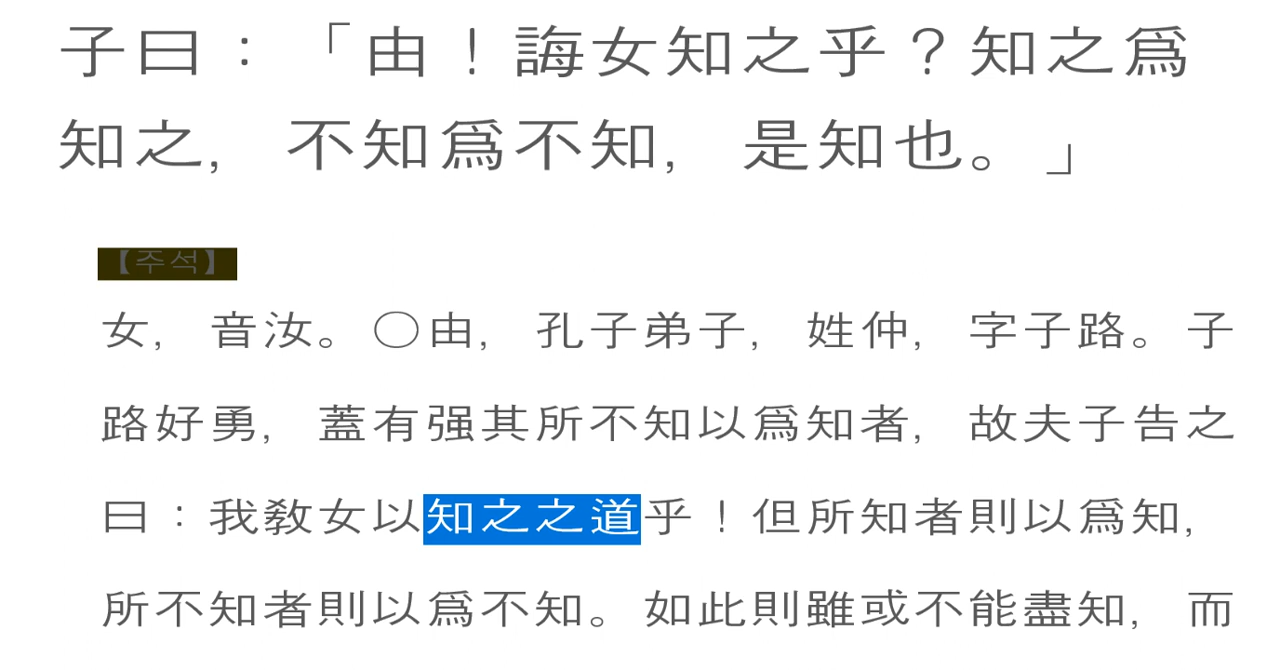 子曰：「由！誨女知之乎？知之爲
知之, 不知爲不知, 是知也。」
【주석】
女, 音汝。○由, 孔子弟子, 姓仲, 字子路。子
路好勇, 蓋有强其所不知以爲知者, 故夫子告之
曰：我敎女以知之之道乎！但所知者則以爲知,
所不知者則以爲不知。如此則雖或不能盡知, 而